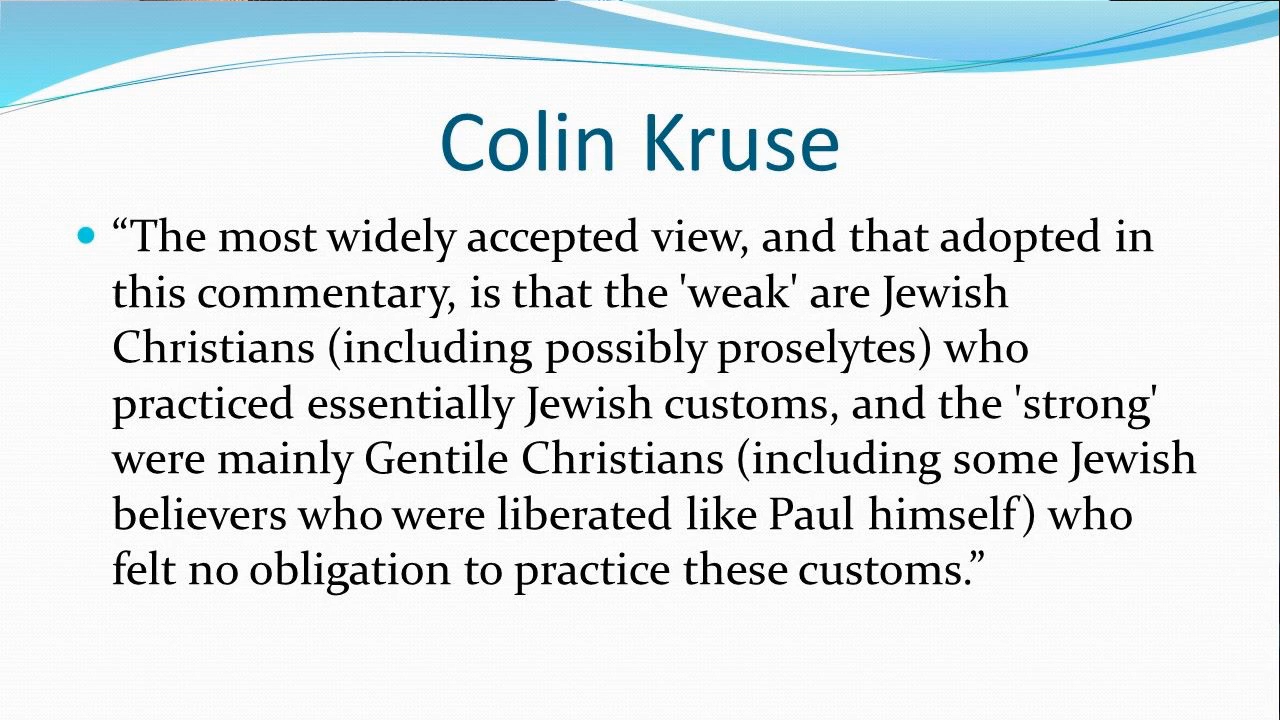 Colin Kruse
• “The most widely accepted view, and that adopted in
this commentary, is that the 'weak' are Jewish
Christians (including possibly proselytes) who
practiced essentially Jewish customs, and the 'strong'
were mainly Gentile Christians (including some Jewish
believers who were liberated like Paul himself) who
felt no obligation to practice these customs.”